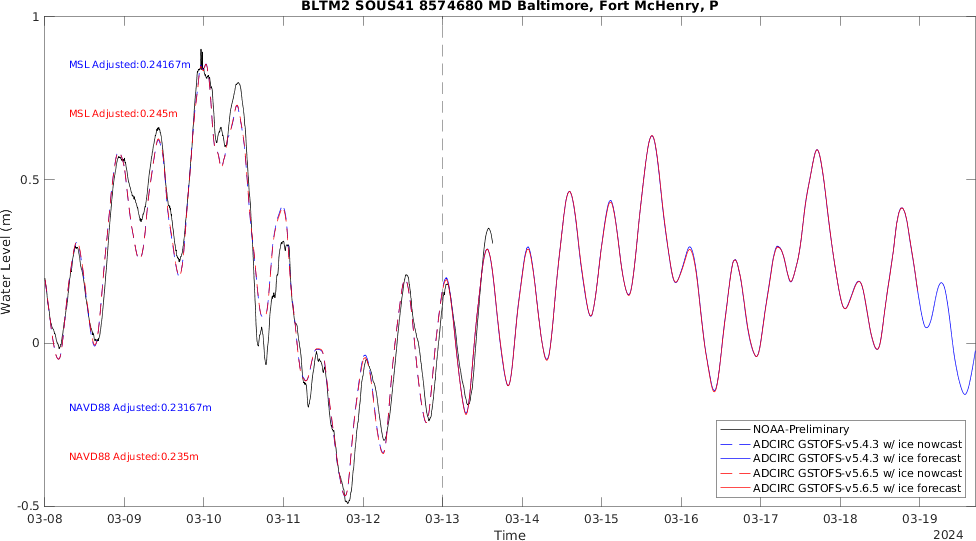 BLTM2 SOUS41 8574680 MD Baltimore, Fort McHenry, P
1
MSL Adjusted:0.24167m
MSL Adjusted:0.245m
0.5
Water Level (m)
0
NAVD88 Adjusted:0.23167m
NAVD88 Adjusted:0.235m
NOAA-Preliminary
ADCIRC GSTOFS-v5.4.3 w/ ice nowcast
ADCIRC GSTOFS-v5.4.3 w/ ice forecast
ADCIRC GSTOFS-v5.6.5 w/ ice nowcast
ADCIRC GSTOFS-v5.6.5 w/ ice forecast
-0.5
03-08 03-09 03-10 03-11 03-12 03-13 03-14 03-15 03-16 03-17 03-18 03-19
Time
2024